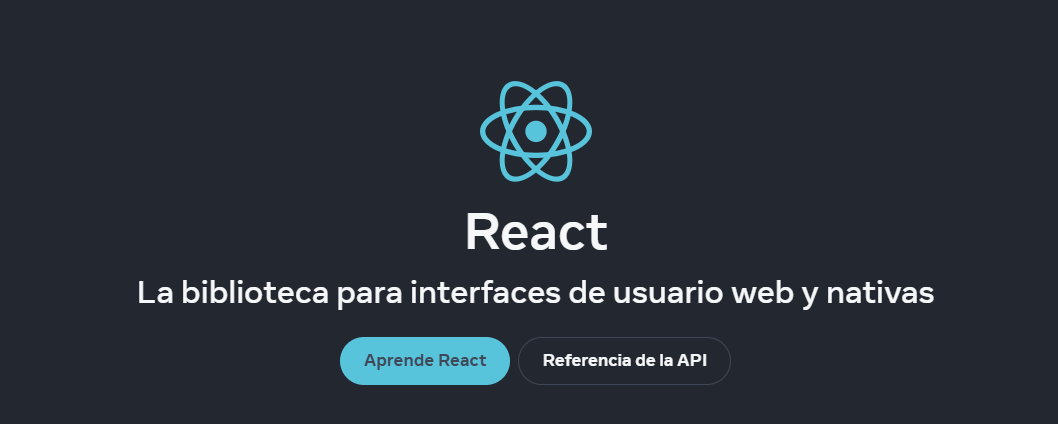 React
La biblioteca para interfaces de usuario web y nativas
Aprende React
Referencia de la API